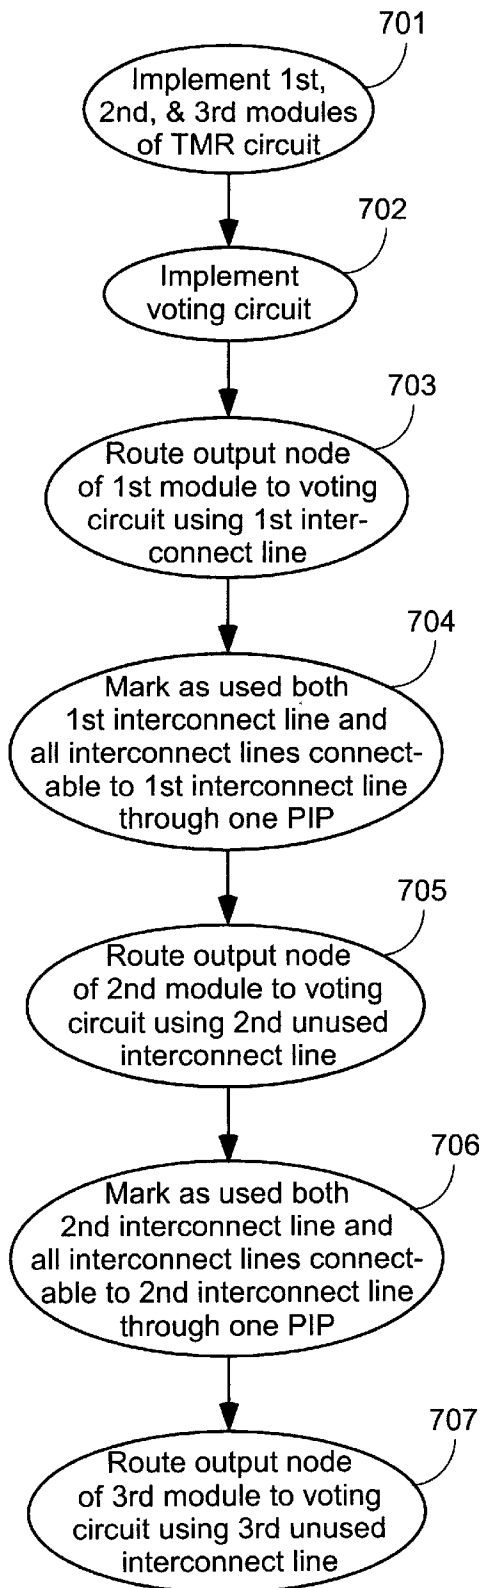 701
Implement 1st,
2nd, & 3rd modules
of TMR circuit
702
Implement
voting circuit
703
Route output node
of 1st module to voting
circuit using 1st inter-
connect line
704
Mark as used both
1st interconnect line and
all interconnect lines connect-
able to 1st interconnect line
through one PIP
705
Route output node
of 2nd module to voting
circuit using 2nd unused
interconnect line
706
Mark as used both
2nd interconnect line and
all interconnect lines connect-
able to 2nd interconnect line
through one PIP
707
Route output node
of 3rd module to voting
circuit using 3rd unused
interconnect line